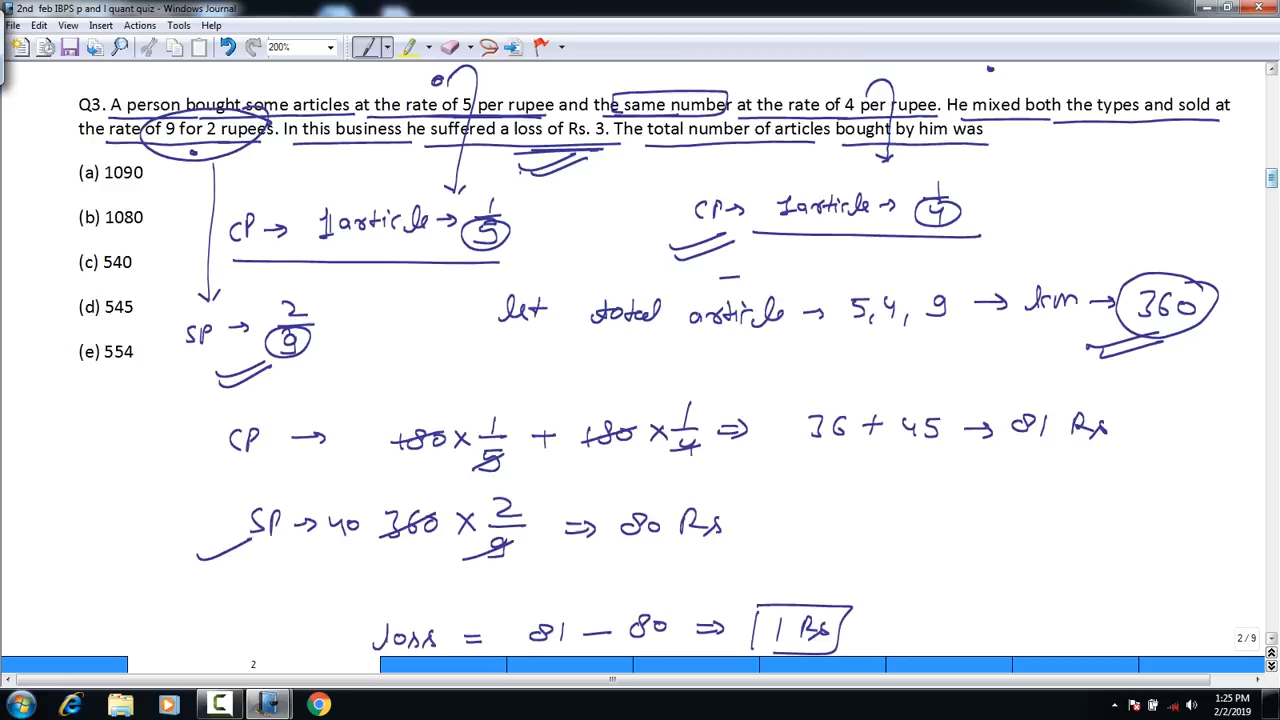 2nd feb IBPS p and l quant quiz - Windows Journal
File Edit View Insert Actions Tools Help
200%
Q3. A person bought some articles at the rate of 5 per rupee and the same number at the rate of 4 per rupee. He mixed both the types and sold at
the rate of 9 for 2 rupees. In this business he suffered a loss of Rs. 3. The total number of articles bought by him was
(a) 1090
(b) 1080
(c) 540
(d) 545
(e) 554
CP → 1 article → 1/5
CP → 1 article → 1/4
SP → 2/9
let total article → 5, 4, 9 → lcm → 360
CP → 180 × 1/5 + 180 × 1/4 ⇒ 36 + 45 → 81 Rs
SP → 40 360 × 2/9 ⇒ 80 Rs
loss = 81 − 80 ⇒ 1 Rs
2 / 9
2
1:25 PM
2/2/2019